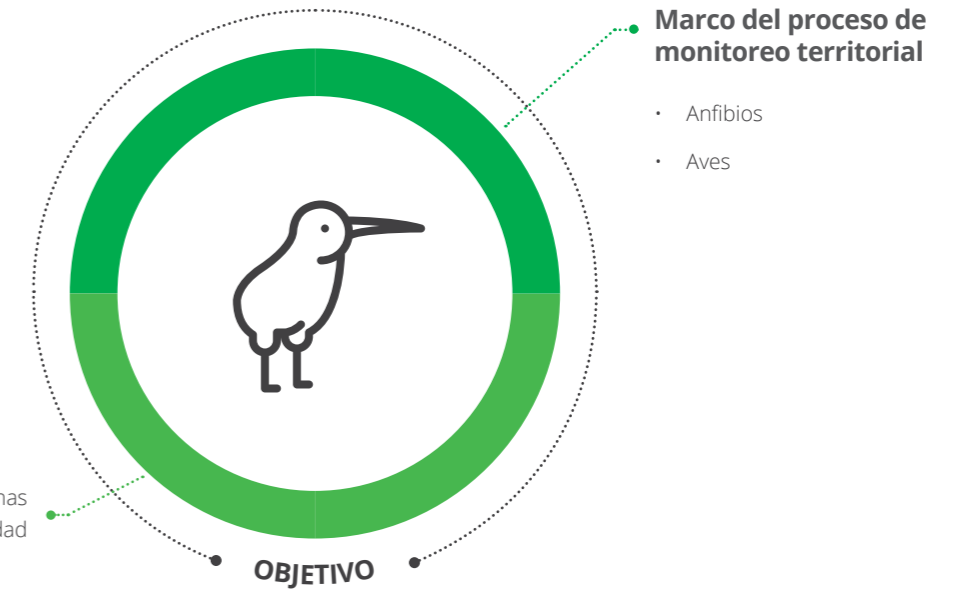 Marco del proceso de
monitoreo territorial
• Anfibios
• Aves
OBJETIVO